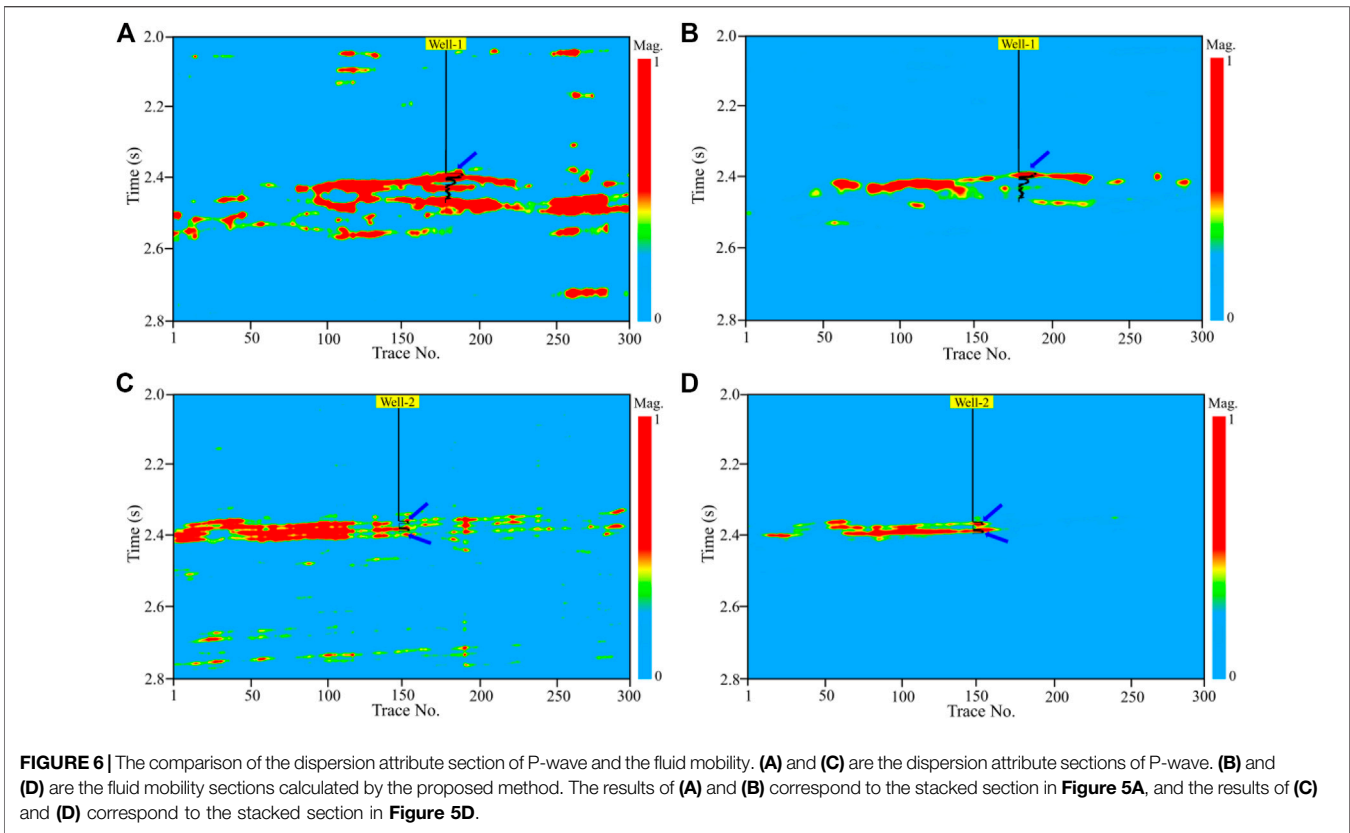 A
Well-1
Mag.
1
0
2.0
2.2
2.4
2.6
2.8
Time (s)
1 50 100 150 200 250 300
Trace No.
B
Well-1
Mag.
1
0
2.0
2.2
2.4
2.6
2.8
Time (s)
1 50 100 150 200 250 300
Trace No.
C
Well-2
Mag.
1
0
2.0
2.2
2.4
2.6
2.8
Time (s)
1 50 100 150 200 250 300
Trace No.
D
Well-2
Mag.
1
0
2.0
2.2
2.4
2.6
2.8
Time (s)
1 50 100 150 200 250 300
Trace No.
FIGURE 6 | The comparison of the dispersion attribute section of P-wave and the fluid mobility. (A) and (C) are the dispersion attribute sections of P-wave. (B) and
(D) are the fluid mobility sections calculated by the proposed method. The results of (A) and (B) correspond to the stacked section in Figure 5A, and the results of (C)
and (D) correspond to the stacked section in Figure 5D.